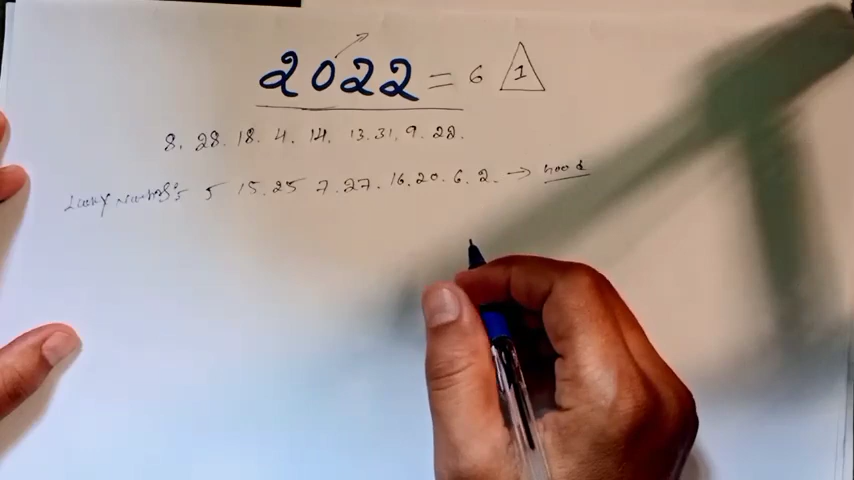 2022 = 6 1
8. 28. 18. 4. 14. 13. 31. 9. 28.
Lucky numbers 5 15. 25 7. 27. 16. 20. 6. 2. → Good